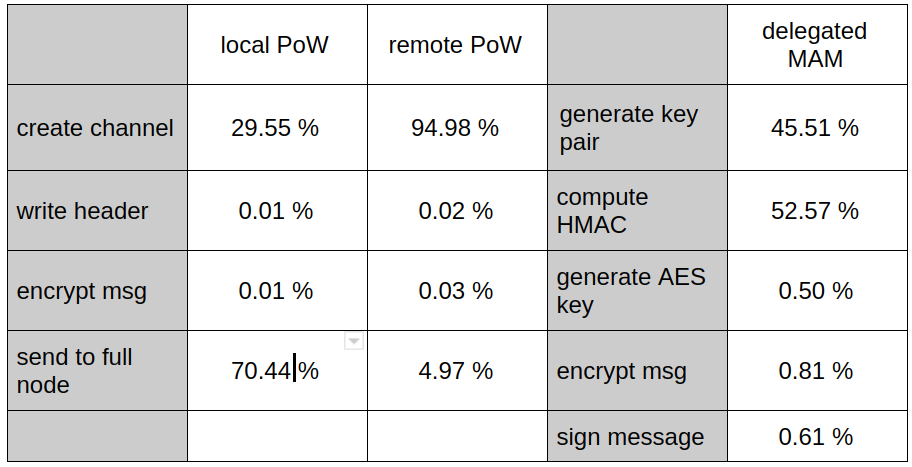 local PoW remote PoW delegated
MAM
create channel 29.55 % 94.98 % generate key
pair 45.51 %
write header 0.01 % 0.02 % compute
HMAC 52.57 %
encrypt msg 0.01 % 0.03 % generate AES
key 0.50 %
send to full
node 70.44 % 4.97 % encrypt msg 0.81 %
sign message 0.61 %